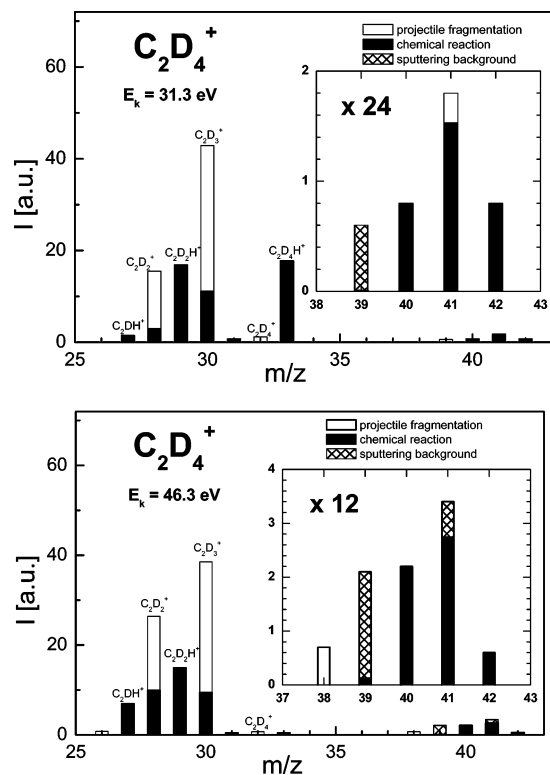 C₂D₄⁺
Eₖ = 31.3 eV
projectile fragmentation
chemical reaction
sputtering background
x 24
2
1
0
38 39 40 41 42 43
C₂D₃⁺
C₂D₂⁺
C₂D₂H⁺
C₂D₄H⁺
C₂DH⁺
C₂D₄⁺
60
40
20
0
I [a.u.]
25 30 35 40
m/z
C₂D₄⁺
Eₖ = 46.3 eV
projectile fragmentation
chemical reaction
sputtering background
x 12
4
3
2
1
0
37 38 39 40 41 42 43
C₂D₃⁺
C₂D₂⁺
C₂D₂H⁺
C₂DH⁺
C₂D₄⁺
60
40
20
0
I [a.u.]
25 30 35 40
m/z